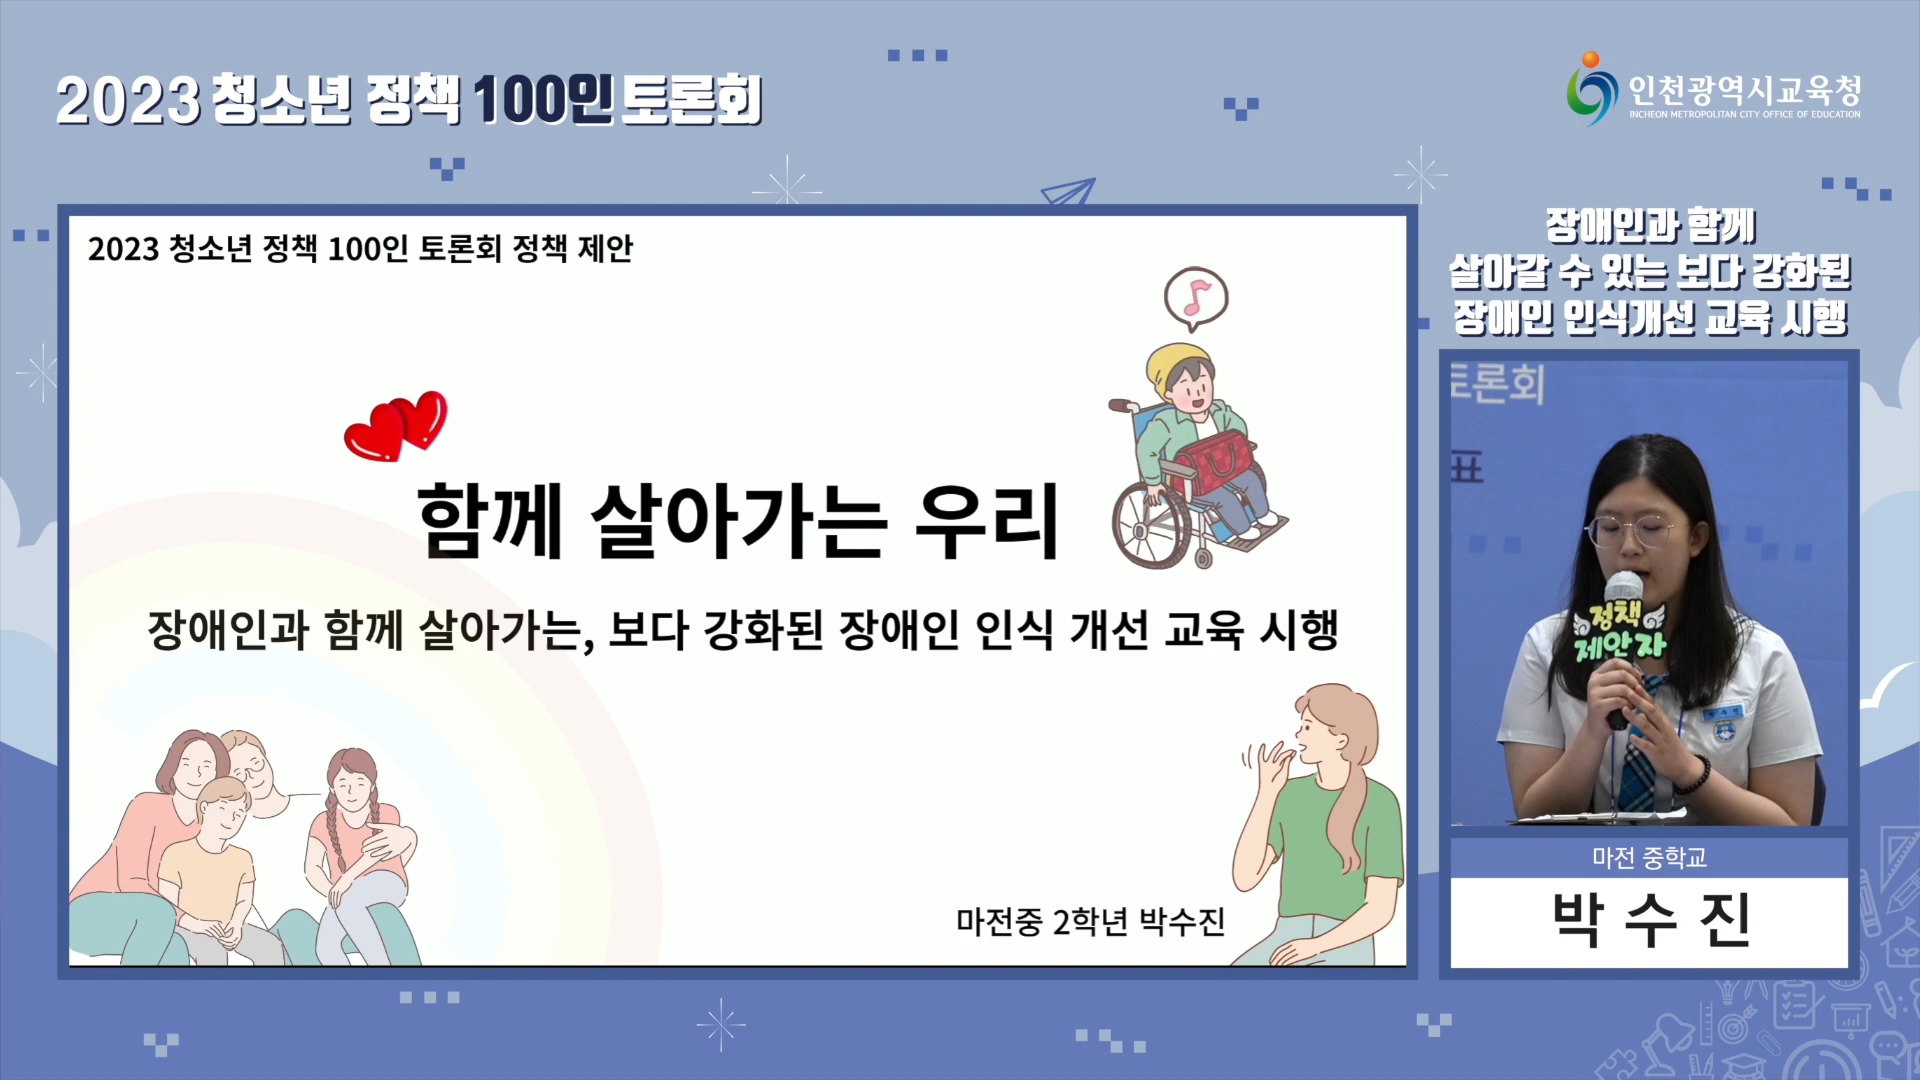 2023 청소년 정책 100인 토론회
인천광역시교육청
INCHEON METROPOLITAN CITY OFFICE OF EDUCATION
2023 청소년 정책 100인 토론회 정책 제안
함께 살아가는 우리
장애인과 함께 살아가는, 보다 강화된 장애인 인식 개선 교육 시행
마전중 2학년 박수진
장애인과 함께
살아갈 수 있는 보다 강화된
장애인 인식개선 교육 시행
토론회
표
정책
제안자
마전 중학교
박수진